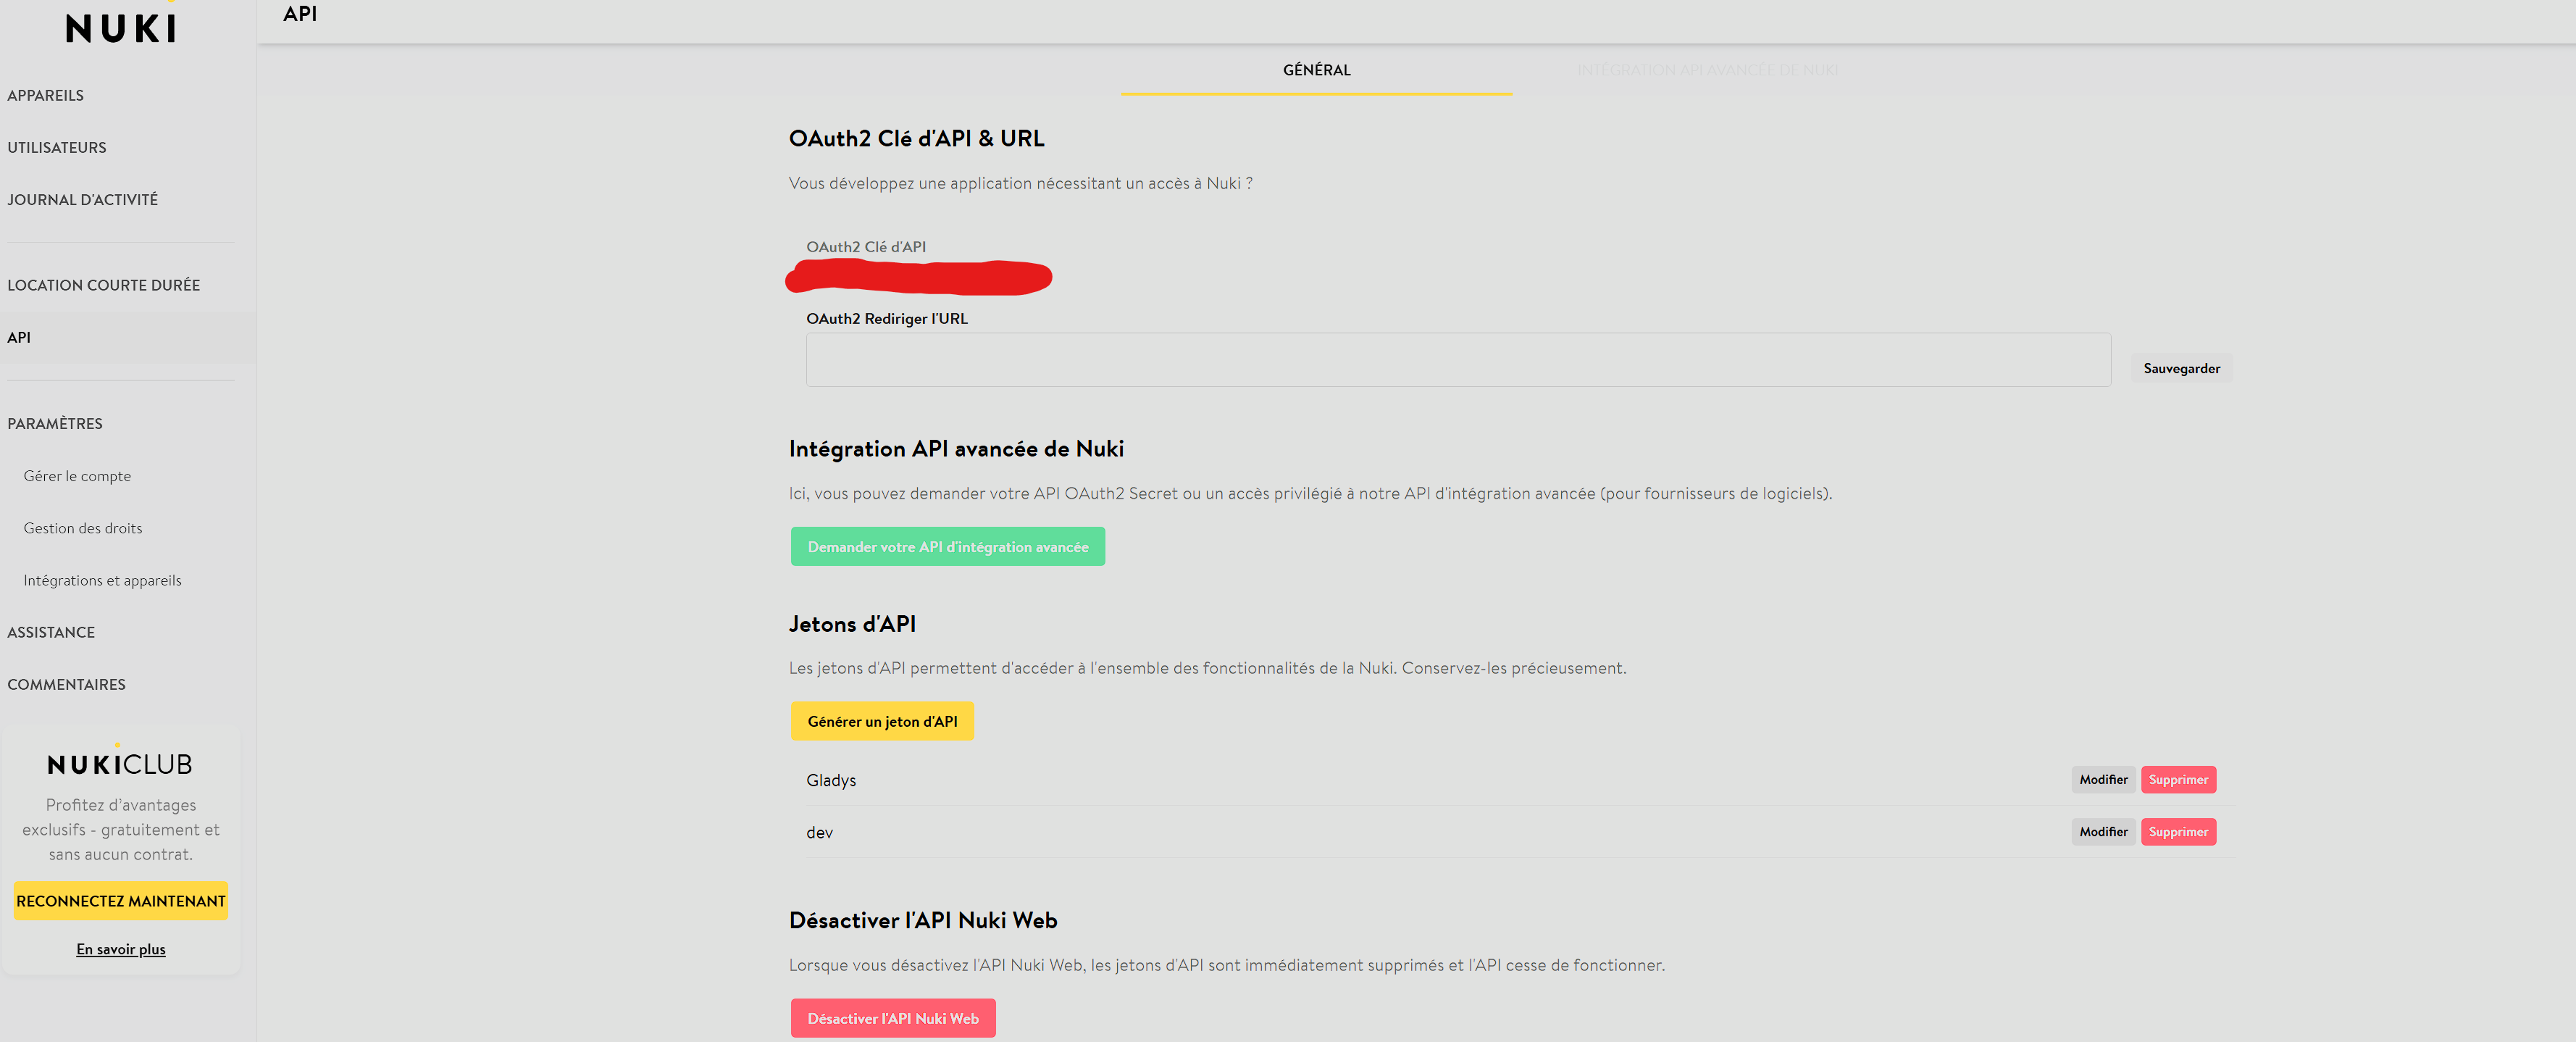 NUKI
APPAREILS
UTILISATEURS
JOURNAL D'ACTIVITÉ
LOCATION COURTE DURÉE
API
PARAMÈTRES
Gérer le compte
Gestion des droits
Intégrations et appareils
ASSISTANCE
COMMENTAIRES
NUKICLUB
Profitez d’avantages
exclusifs - gratuitement et
sans aucun contrat.
RECONNECTEZ MAINTENANT
En savoir plus
API
GÉNÉRAL
INTÉGRATION API AVANCÉE DE NUKI
OAuth2 Clé d'API & URL
Vous développez une application nécessitant un accès à Nuki ?
OAuth2 Clé d'API
OAuth2 Rediriger l'URL
Sauvegarder
Intégration API avancée de Nuki
Ici, vous pouvez demander votre API OAuth2 Secret ou un accès privilégié à notre API d'intégration avancée (pour fournisseurs de logiciels).
Demander votre API d'intégration avancée
Jetons d'API
Les jetons d'API permettent d'accéder à l'ensemble des fonctionnalités de la Nuki. Conservez-les précieusement.
Générer un jeton d'API
Gladys Modifier Supprimer
dev Modifier Supprimer
Désactiver l'API Nuki Web
Lorsque vous désactivez l'API Nuki Web, les jetons d'API sont immédiatement supprimés et l'API cesse de fonctionner.
Désactiver l'API Nuki Web